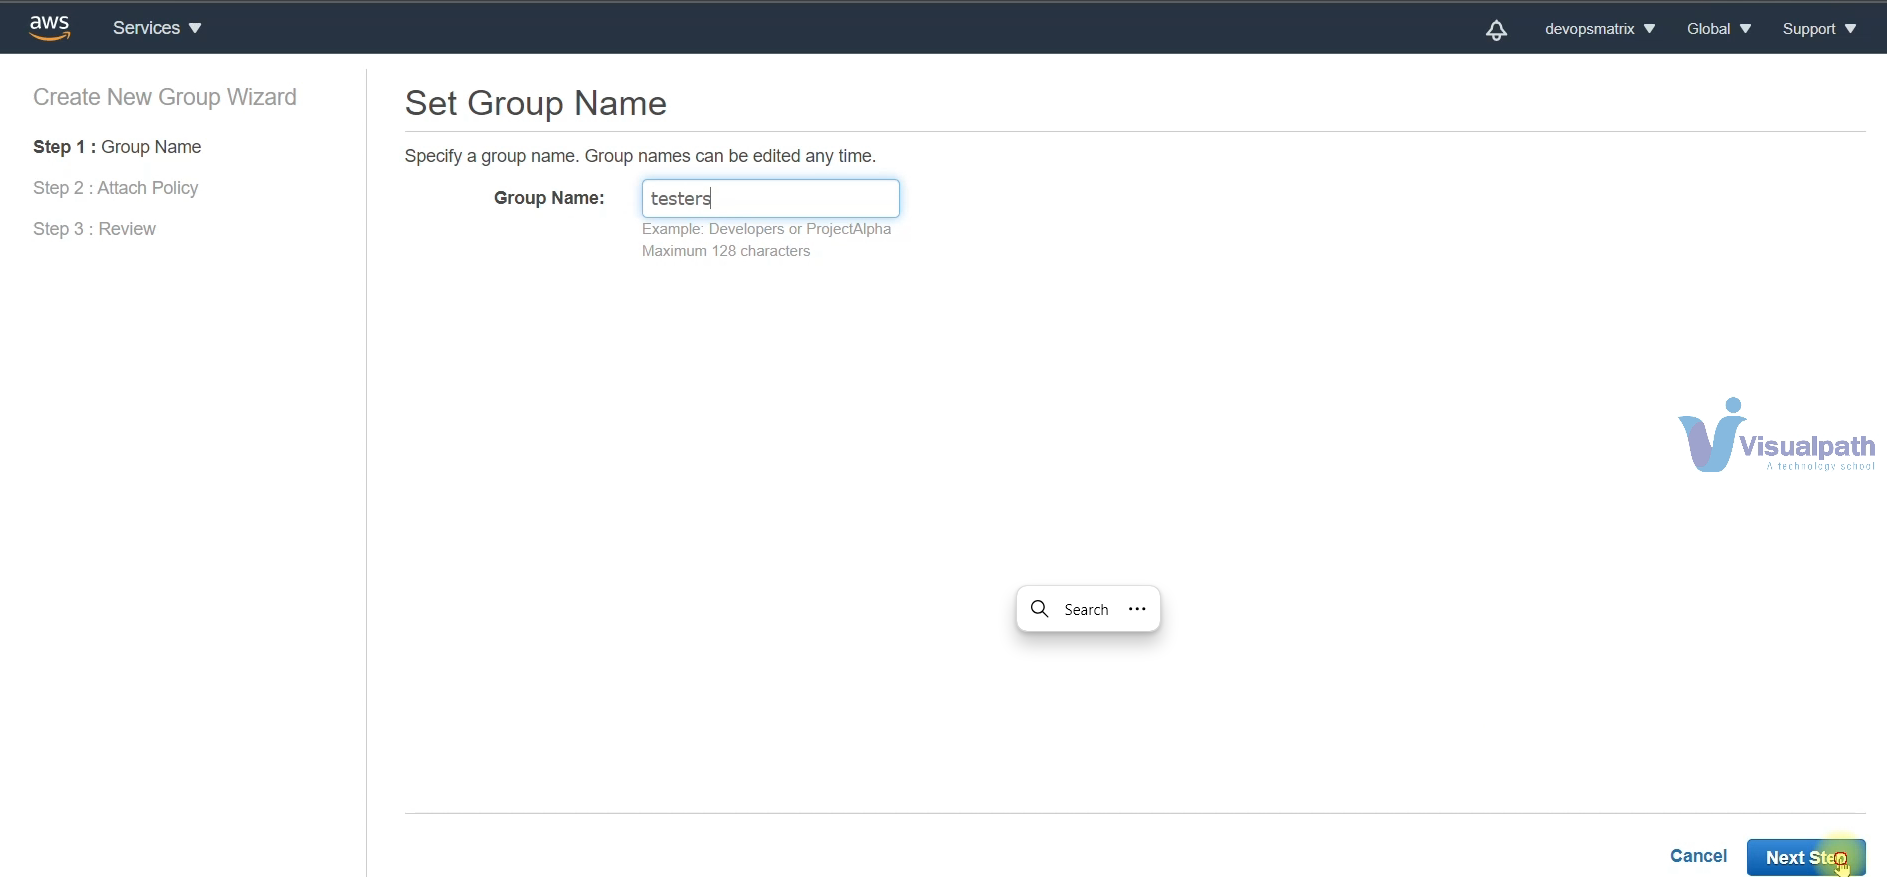 aws
Services
devopsmatrix
Global
Support
Create New Group Wizard
Step 1 : Group Name
Step 2 : Attach Policy
Step 3 : Review
Set Group Name
Specify a group name. Group names can be edited any time.
Group Name:
testers
Example: Developers or ProjectAlpha
Maximum 128 characters
Visualpath
A technology school
Search
Cancel
Next Step